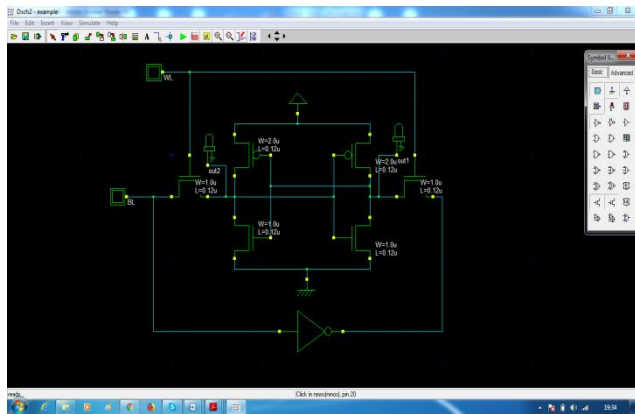 Dsch2 - example
File Edit Insert View Simulate Help
Symbol li...
Basic Advanced
WL
W=2.0u
L=0.12u
out2
W=2.0u out1
L=0.12u
W=1.0u
L=0.12u
W=1.0u
L=0.12u
BL
W=1.0u
L=0.12u
W=1.0u
L=0.12u
ready...
Click in nmos(nmos), pin 20
19:34